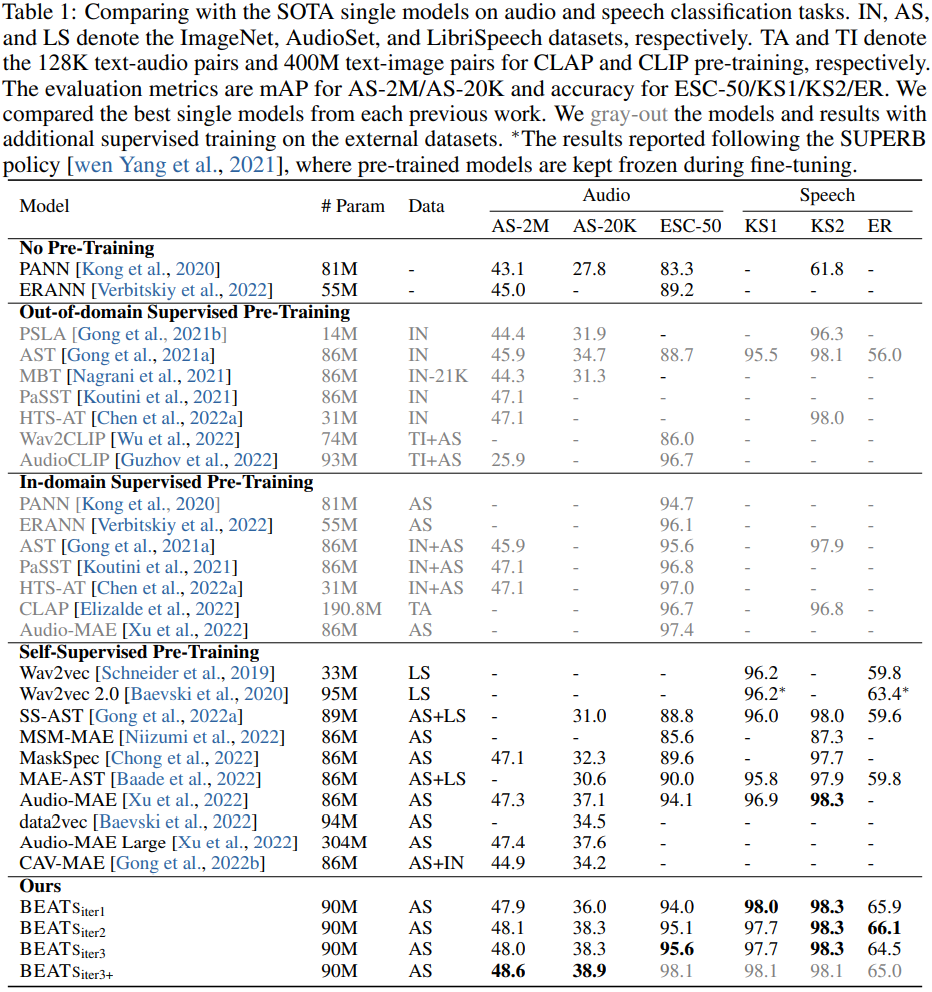 Table 1: Comparing with the SOTA single models on audio and speech classification tasks. IN, AS,
and LS denote the ImageNet, AudioSet, and LibriSpeech datasets, respectively. TA and TI denote
the 128K text-audio pairs and 400M text-image pairs for CLAP and CLIP pre-training, respectively.
The evaluation metrics are mAP for AS-2M/AS-20K and accuracy for ESC-50/KS1/KS2/ER. We
compared the best single models from each previous work. We gray-out the models and results with
additional supervised training on the external datasets. *The results reported following the SUPERB
policy [wen Yang et al., 2021], where pre-trained models are kept frozen during fine-tuning.
Model # Param Data Audio Speech
AS-2M AS-20K ESC-50 KS1 KS2 ER
No Pre-Training
PANN [Kong et al., 2020] 81M - 43.1 27.8 83.3 - 61.8 -
ERANN [Verbitskiy et al., 2022] 55M - 45.0 - 89.2 - - -
Out-of-domain Supervised Pre-Training
PSLA [Gong et al., 2021b] 14M IN 44.4 31.9 - - 96.3 -
AST [Gong et al., 2021a] 86M IN 45.9 34.7 88.7 95.5 98.1 56.0
MBT [Nagrani et al., 2021] 86M IN-21K 44.3 31.3 - - - -
PaSST [Koutini et al., 2021] 86M IN 47.1 - - - - -
HTS-AT [Chen et al., 2022a] 31M IN 47.1 - - - 98.0 -
Wav2CLIP [Wu et al., 2022] 74M TI+AS - - 86.0 - - -
AudioCLIP [Guzhov et al., 2022] 93M TI+AS 25.9 - 96.7 - - -
In-domain Supervised Pre-Training
PANN [Kong et al., 2020] 81M AS - - 94.7 - - -
ERANN [Verbitskiy et al., 2022] 55M AS - - 96.1 - - -
AST [Gong et al., 2021a] 86M IN+AS 45.9 - 95.6 - 97.9 -
PaSST [Koutini et al., 2021] 86M IN+AS 47.1 - 96.8 - - -
HTS-AT [Chen et al., 2022a] 31M IN+AS 47.1 - 97.0 - - -
CLAP [Elizalde et al., 2022] 190.8M TA - - 96.7 - 96.8 -
Audio-MAE [Xu et al., 2022] 86M AS - - 97.4 - - -
Self-Supervised Pre-Training
Wav2vec [Schneider et al., 2019] 33M LS - - - 96.2 - 59.8
Wav2vec 2.0 [Baevski et al., 2020] 95M LS - - - 96.2* - 63.4*
SS-AST [Gong et al., 2022a] 89M AS+LS - 31.0 88.8 96.0 98.0 59.6
MSM-MAE [Niizumi et al., 2022] 86M AS - - 85.6 - 87.3 -
MaskSpec [Chong et al., 2022] 86M AS 47.1 32.3 89.6 - 97.7 -
MAE-AST [Baade et al., 2022] 86M AS+LS - 30.6 90.0 95.8 97.9 59.8
Audio-MAE [Xu et al., 2022] 86M AS 47.3 37.1 94.1 96.9 98.3 -
data2vec [Baevski et al., 2022] 94M AS - 34.5 - - - -
Audio-MAE Large [Xu et al., 2022] 304M AS 47.4 37.6 - - - -
CAV-MAE [Gong et al., 2022b] 86M AS+IN 44.9 34.2 - - - -
Ours
BEATSiter1 90M AS 47.9 36.0 94.0 98.0 98.3 65.9
BEATSiter2 90M AS 48.1 38.3 95.1 97.7 98.3 66.1
BEATSiter3 90M AS 48.0 38.3 95.6 97.7 98.3 64.5
BEATSiter3+ 90M AS 48.6 38.9 98.1 98.1 98.1 65.0